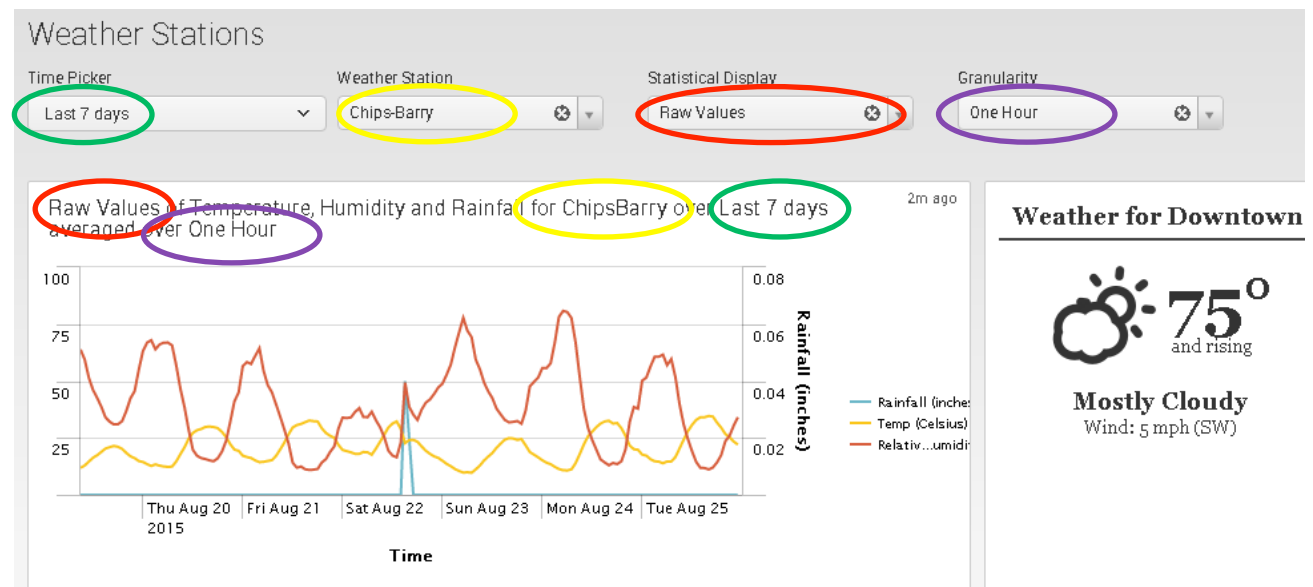 Weather Stations
Time Picker
Weather Station
Statistical Display
Granularity
Last 7 days
Chips-Barry
Raw Values
One Hour
Raw Values of Temperature, Humidity and Rainfall for ChipsBarry over Last 7 days
averaged over One Hour
2m ago
100
75
50
25
0.08
0.06
0.04
0.02
Rainfall (inches)
Rainfall (inche
Temp (Celsius)
Relativ...umidi
Thu Aug 20
2015
Fri Aug 21
Sat Aug 22
Sun Aug 23
Mon Aug 24
Tue Aug 25
Time
Weather for Downtown
75°
and rising
Mostly Cloudy
Wind: 5 mph (SW)